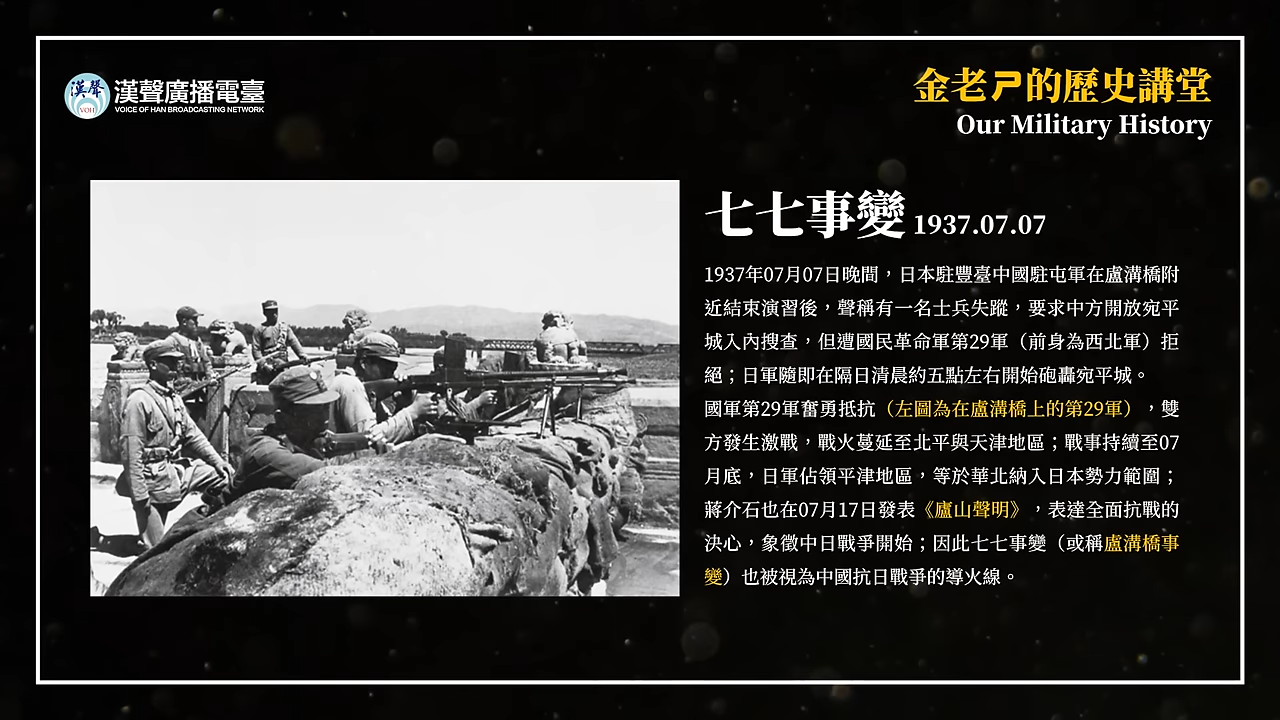 漢聲
VOH
漢聲廣播電臺
VOICE OF HAN BROADCASTING NETWORK
金老ㄕ的歷史講堂
Our Military History
七七事變 1937.07.07
1937年07月07日晚間，日本駐豐臺中國駐屯軍在盧溝橋附
近結束演習後，聲稱有一名士兵失蹤，要求中方開放宛平
城入內搜查，但遭國民革命軍第29軍（前身為西北軍）拒
絕；日軍隨即在隔日清晨約五點左右開始砲轟宛平城。
國軍第29軍奮勇抵抗（左圖為在盧溝橋上的第29軍），雙
方發生激戰，戰火蔓延至北平與天津地區；戰事持續至07
月底，日軍佔領平津地區，等於華北納入日本勢力範圍；
蔣介石也在07月17日發表《廬山聲明》，表達全面抗戰的
決心，象徵中日戰爭開始；因此七七事變（或稱盧溝橋事
變）也被視為中國抗日戰爭的導火線。